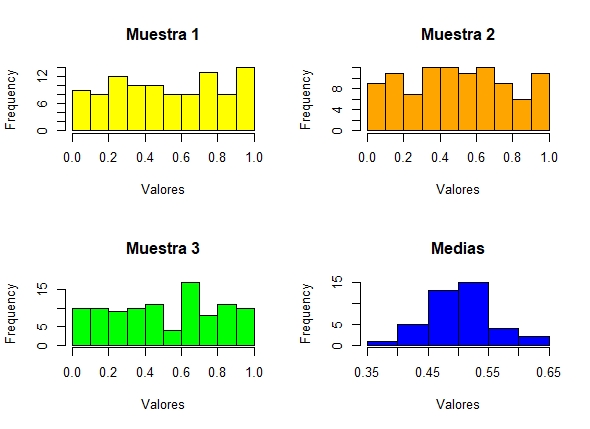 Muestra 1
Frequency
12
6
0
0.0 0.2 0.4 0.6 0.8 1.0
Valores
Muestra 2
Frequency
8
4
0
0.0 0.2 0.4 0.6 0.8 1.0
Valores
Muestra 3
Frequency
15
5
0
0.0 0.2 0.4 0.6 0.8 1.0
Valores
Medias
Frequency
15
5
0
0.35 0.45 0.55 0.65
Valores